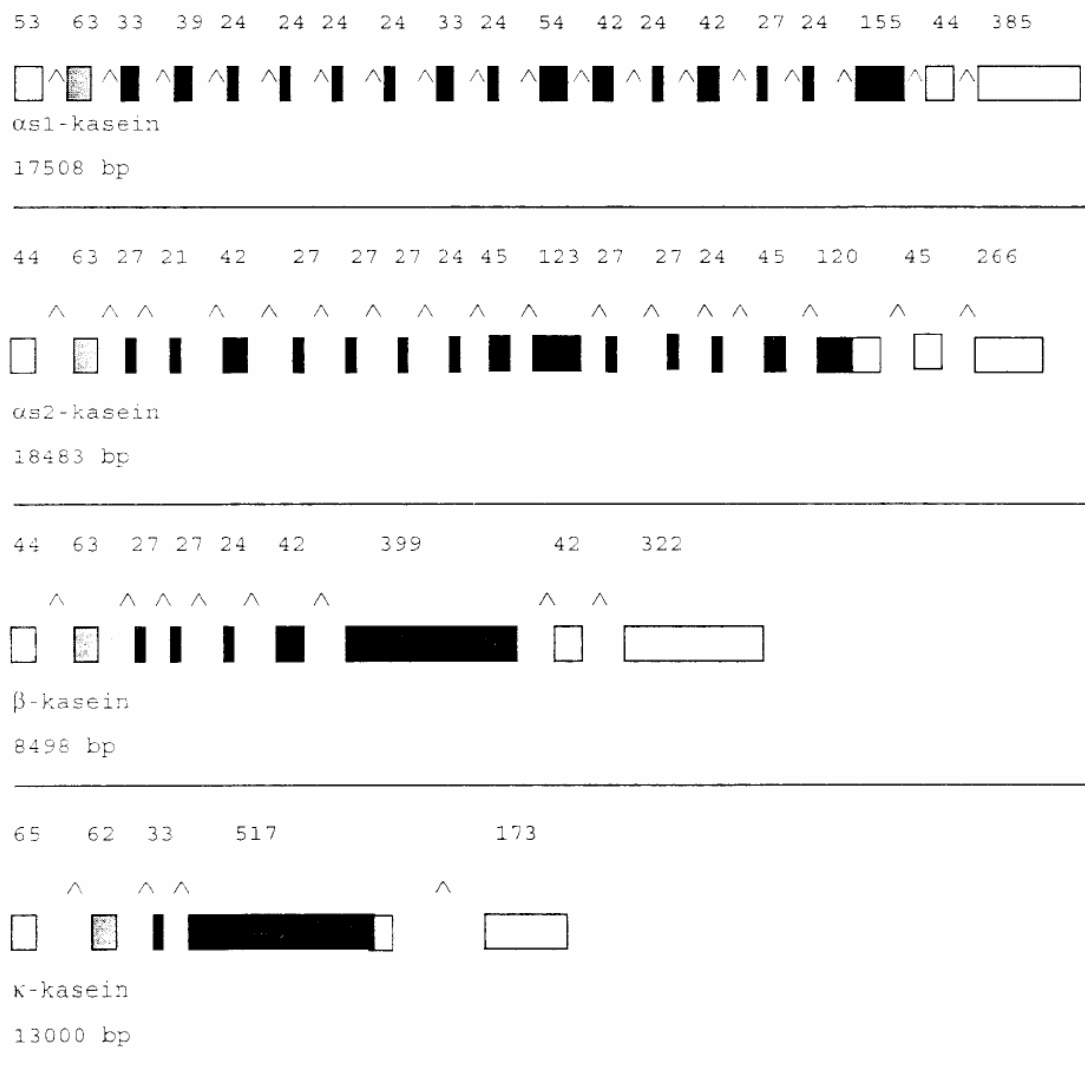 53 63 33 39 24 24 24 24 33 24 54 42 24 42 27 24 155 44 385
^ ^ ^ ^ ^ ^ ^ ^ ^ ^ ^ ^ ^ ^ ^ ^ ^ ^
αs1-kasein
17508 bp
44 63 27 21 42 27 27 27 24 45 123 27 27 24 45 120 45 266
^ ^ ^ ^ ^ ^ ^ ^ ^ ^ ^ ^ ^ ^ ^ ^ ^
αs2-kasein
18483 bp
44 63 27 27 24 42 399 42 322
^ ^ ^ ^ ^ ^ ^ ^
β-kasein
8498 bp
65 62 33 517 173
^ ^ ^ ^
κ-kasein
13000 bp